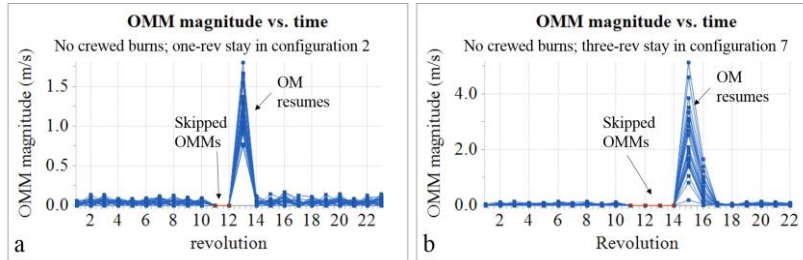 OMM magnitude vs. time
No crewed burns; one-rev stay in configuration 2
OMM magnitude (m/s)
1.5
1.0
0.5
0.0
OM
resumes
Skipped
OMMs
2 4 6 8 10 12 14 16 18 20 22
revolution
a
OMM magnitude vs. time
No crewed burns; three-rev stay in configuration 7
OMM magnitude (m/s)
4.0
2.0
0.0
OM
resumes
Skipped
OMMs
2 4 6 8 10 12 14 16 18 20 22
Revolution
b